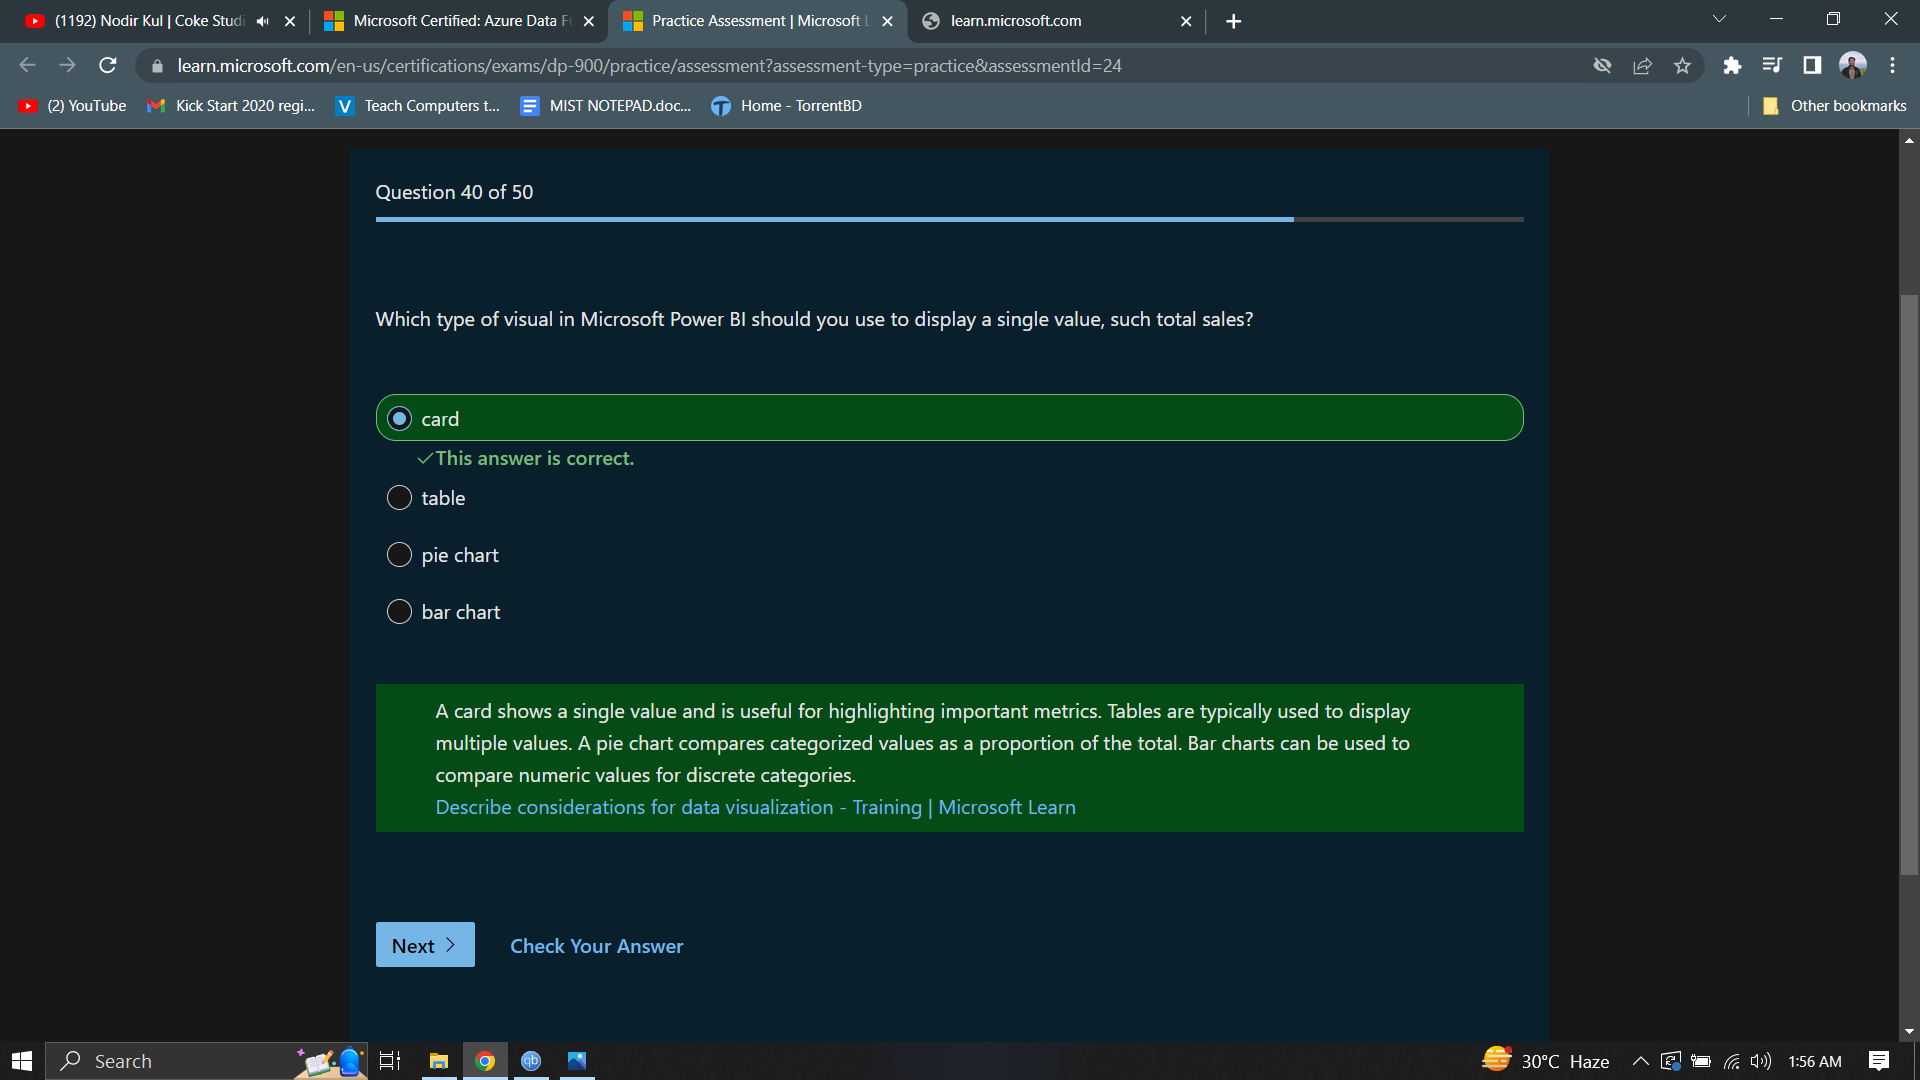 (1192) Nodir Kul | Coke Studi
Microsoft Certified: Azure Data F
Practice Assessment | Microsoft L
learn.microsoft.com
learn.microsoft.com/en-us/certifications/exams/dp-900/practice/assessment?assessment-type=practice&assessmentId=24
(2) YouTube
Kick Start 2020 regi...
Teach Computers t...
MIST NOTEPAD.doc...
Home - TorrentBD
Other bookmarks
Question 40 of 50
Which type of visual in Microsoft Power BI should you use to display a single value, such total sales?
card
✓This answer is correct.
table
pie chart
bar chart
A card shows a single value and is useful for highlighting important metrics. Tables are typically used to display
multiple values. A pie chart compares categorized values as a proportion of the total. Bar charts can be used to
compare numeric values for discrete categories.
Describe considerations for data visualization - Training | Microsoft Learn
Next >
Check Your Answer
Search
qb
30°C Haze
1:56 AM